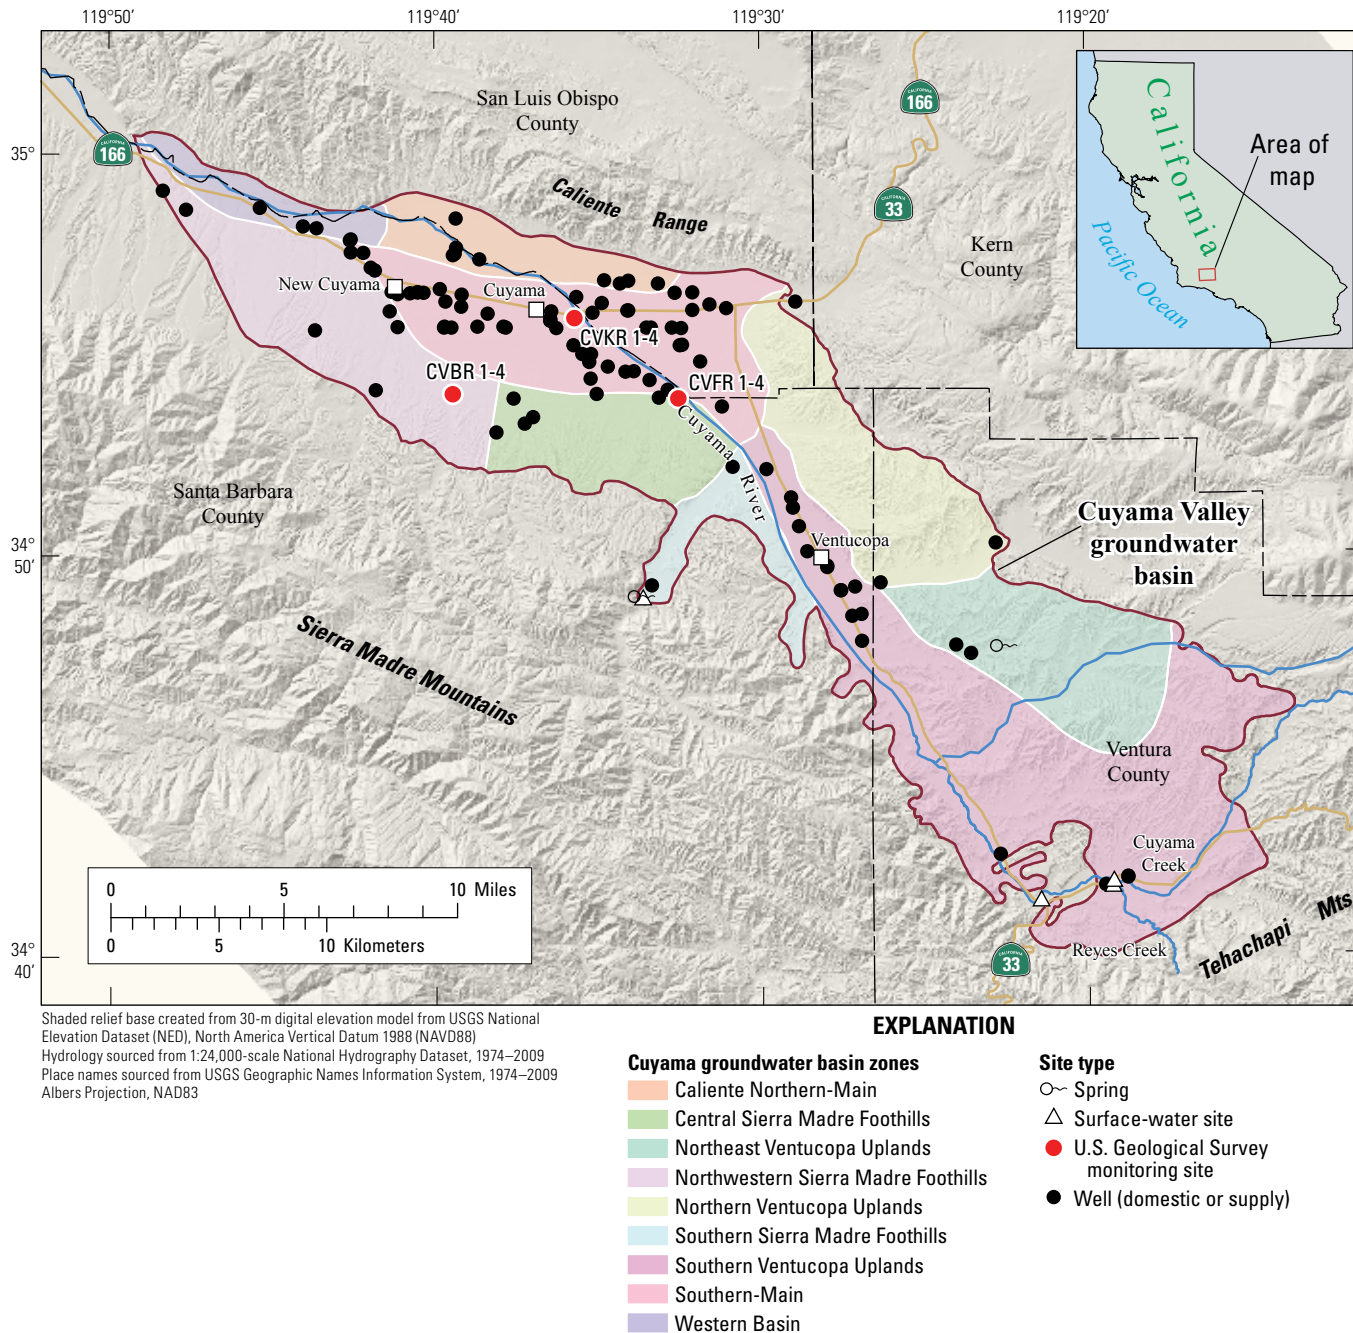 119°50′
119°40′
119°30′
119°20′
35°
34°
50′
34°
40′
San Luis Obispo
County
CALIFORNIA
166
CALIFORNIA
166
CALIFORNIA
33
Caliente Range
Kern
County
California
Area of
map
Pacific Ocean
New Cuyama
Cuyama
CVKR 1-4
CVBR 1-4
CVFR 1-4
Cuyama River
Santa Barbara
County
Cuyama Valley
groundwater
basin
Ventucopa
Sierra Madre Mountains
Ventura
County
Cuyama
Creek
Reyes Creek
Tehachapi Mts
CALIFORNIA
33
0 5 10 Miles
0 5 10 Kilometers
Shaded relief base created from 30-m digital elevation model from USGS National
Elevation Dataset (NED), North America Vertical Datum 1988 (NAVD88)
Hydrology sourced from 1:24,000-scale National Hydrography Dataset, 1974–2009
Place names sourced from USGS Geographic Names Information System, 1974–2009
Albers Projection, NAD83
EXPLANATION
Cuyama groundwater basin zones
Caliente Northern-Main
Central Sierra Madre Foothills
Northeast Ventucopa Uplands
Northwestern Sierra Madre Foothills
Northern Ventucopa Uplands
Southern Sierra Madre Foothills
Southern Ventucopa Uplands
Southern-Main
Western Basin
Site type
Spring
Surface-water site
U.S. Geological Survey
monitoring site
Well (domestic or supply)